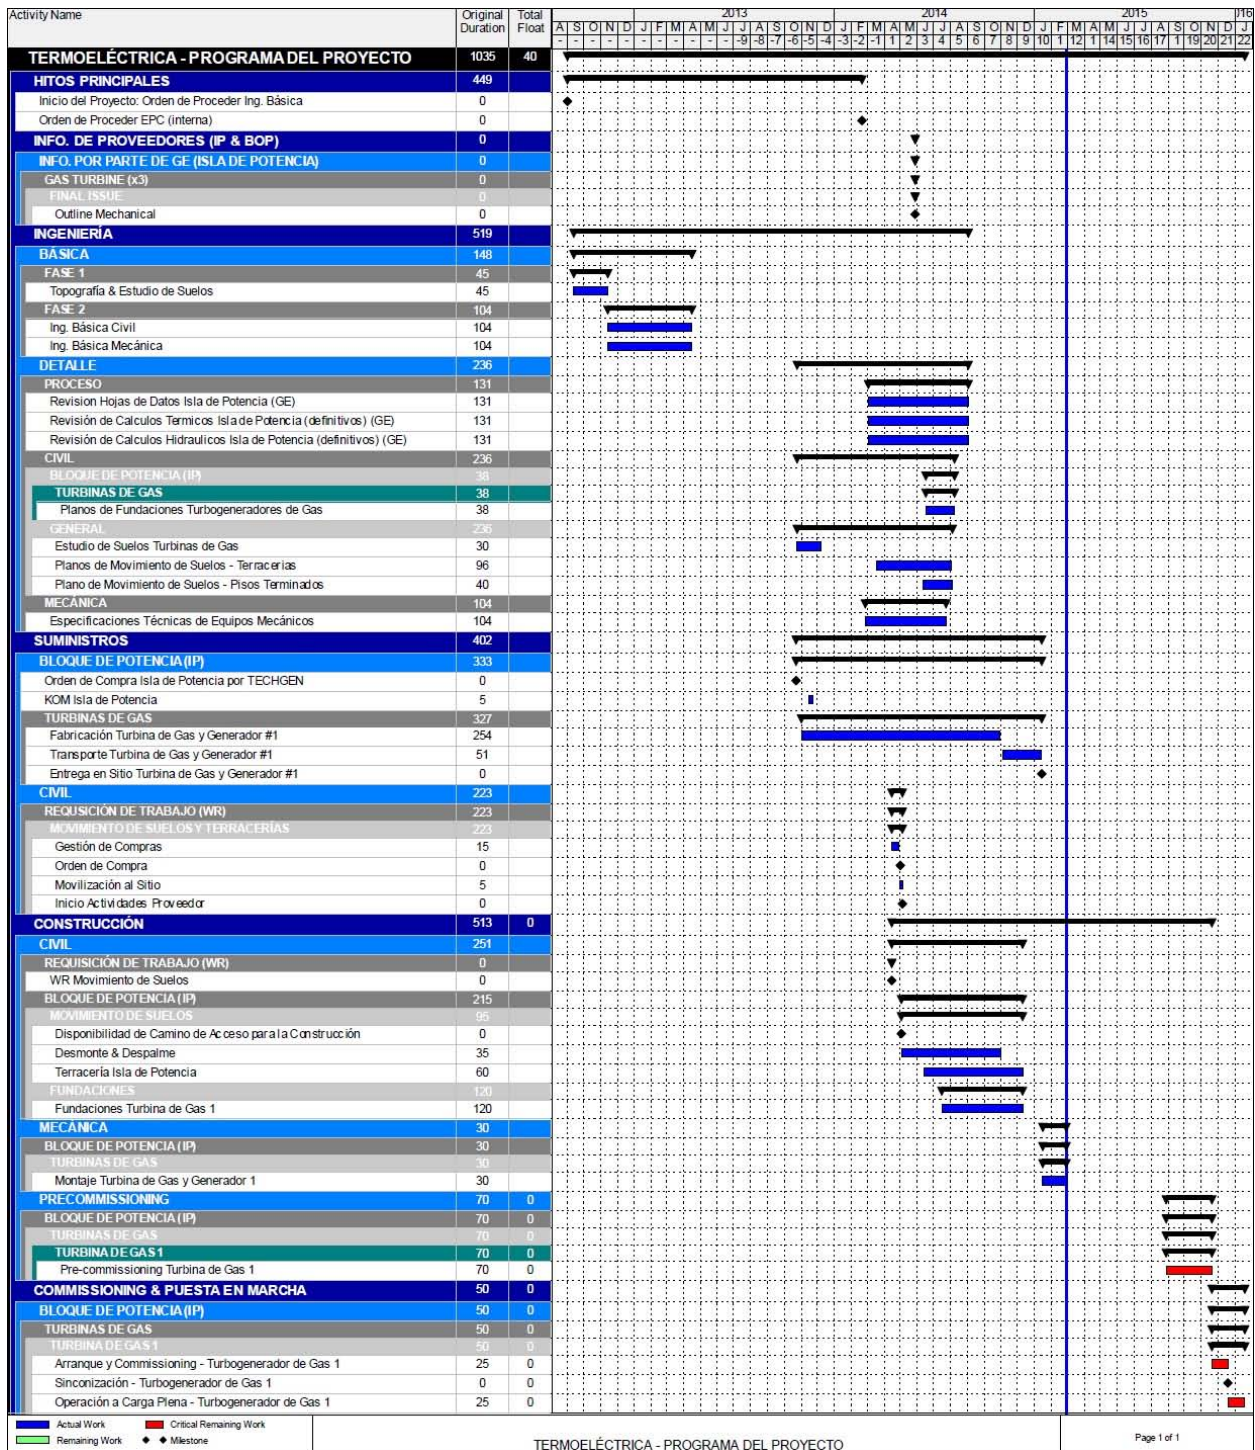 Activity Name Original Duration Total Float 2013 2014 2015 J16
A S O N D J F M A M J J A S O N D J F M A M J J A S O N D J F M A M J J A S O N D J
- - - - - - - - - - - -9 -8 -7 -6 -5 -4 -3 -2 -1 1 2 3 4 5 6 7 8 9 10 11 12 1 14 15 16 17 1 19 20 21 22
TERMOELÉCTRICA - PROGRAMA DEL PROYECTO 1035 40
HITOS PRINCIPALES 449
Inicio del Proyecto: Orden de Proceder Ing. Básica 0
Orden de Proceder EPC (interna) 0
INFO. DE PROVEEDORES (IP & BOP) 0
INFO. POR PARTE DE GE (ISLA DE POTENCIA) 0
GAS TURBINE (x3) 0
FINAL ISSUE 0
Outline Mechanical 0
INGENIERÍA 519
BÁSICA 148
FASE 1 45
Topografía & Estudio de Suelos 45
FASE 2 104
Ing. Básica Civil 104
Ing. Básica Mecánica 104
DETALLE 236
PROCESO 131
Revision Hojas de Datos Isla de Potencia (GE) 131
Revisión de Calculos Termicos Isla de Potencia (definitivos) (GE) 131
Revisión de Calculos Hidraulicos Isla de Potencia (definitivos) (GE) 131
CIVIL 236
BLOQUE DE POTENCIA (IP) 38
TURBINAS DE GAS 38
Planos de Fundaciones Turbogeneradores de Gas 38
GENERAL 236
Estudio de Suelos Turbinas de Gas 30
Planos de Movimiento de Suelos - Terracerias 96
Plano de Movimiento de Suelos - Pisos Terminados 40
MECÁNICA 104
Especificaciones Técnicas de Equipos Mecánicos 104
SUMINISTROS 402
BLOQUE DE POTENCIA (IP) 333
Orden de Compra Isla de Potencia por TECHGEN 0
KOM Isla de Potencia 5
TURBINAS DE GAS 327
Fabricación Turbina de Gas y Generador #1 254
Transporte Turbina de Gas y Generador #1 51
Entrega en Sitio Turbina de Gas y Generador #1 0
CIVIL 223
REQUSICIÓN DE TRABAJO (WR) 223
MOVIMIENTO DE SUELOS Y TERRACERÍAS 223
Gestión de Compras 15
Orden de Compra 0
Movilización al Sitio 5
Inicio Actividades Proveedor 0
CONSTRUCCIÓN 513 0
CIVIL 251
REQUISICIÓN DE TRABAJO (WR) 0
WR Movimiento de Suelos 0
BLOQUE DE POTENCIA (IP) 215
MOVIMIENTO DE SUELOS 95
Disponibilidad de Camino de Acceso para la Construcción 0
Desmonte & Despalme 35
Terracería Isla de Potencia 60
FUNDACIONES 120
Fundaciones Turbina de Gas 1 120
MECÁNICA 30
BLOQUE DE POTENCIA (IP) 30
TURBINAS DE GAS 30
Montaje Turbina de Gas y Generador 1 30
PRECOMMISSIONING 70 0
BLOQUE DE POTENCIA (IP) 70 0
TURBINAS DE GAS 70 0
TURBINA DE GAS 1 70 0
Pre-commissioning Turbina de Gas 1 70 0
COMMISSIONING & PUESTA EN MARCHA 50 0
BLOQUE DE POTENCIA (IP) 50 0
TURBINAS DE GAS 50 0
TURBINA DE GAS 1 50 0
Arranque y Commissioning - Turbogenerador de Gas 1 25 0
Sinconización - Turbogenerador de Gas 1 0 0
Operación a Carga Plena - Turbogenerador de Gas 1 25 0
Actual Work Critical Remaining Work
Remaining Work Milestone
TERMOELÉCTRICA - PROGRAMA DEL PROYECTO
Page 1 of 1